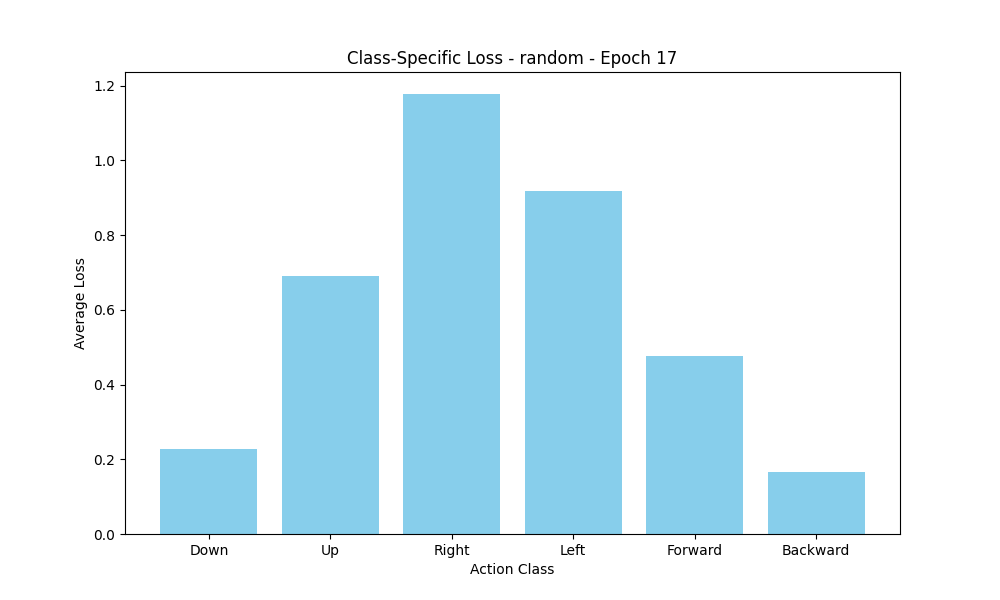 Class-Specific Loss - random - Epoch 17
Average Loss
1.2
1.0
0.8
0.6
0.4
0.2
0.0
Down Up Right Left Forward Backward
Action Class